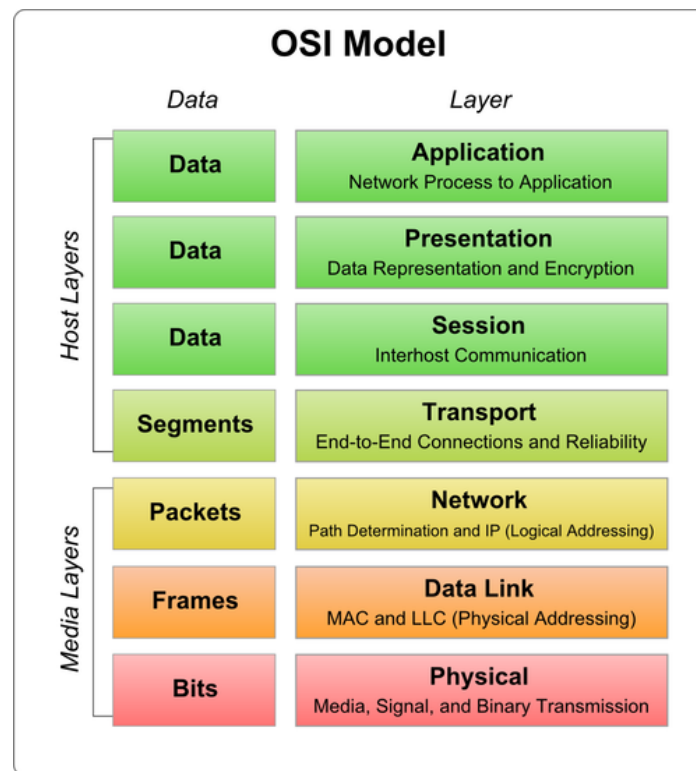 OSI Model
Data Layer
Host Layers
Data
Application
Network Process to Application
Data
Presentation
Data Representation and Encryption
Data
Session
Interhost Communication
Segments
Transport
End-to-End Connections and Reliability
Media Layers
Packets
Network
Path Determination and IP (Logical Addressing)
Frames
Data Link
MAC and LLC (Physical Addressing)
Bits
Physical
Media, Signal, and Binary Transmission